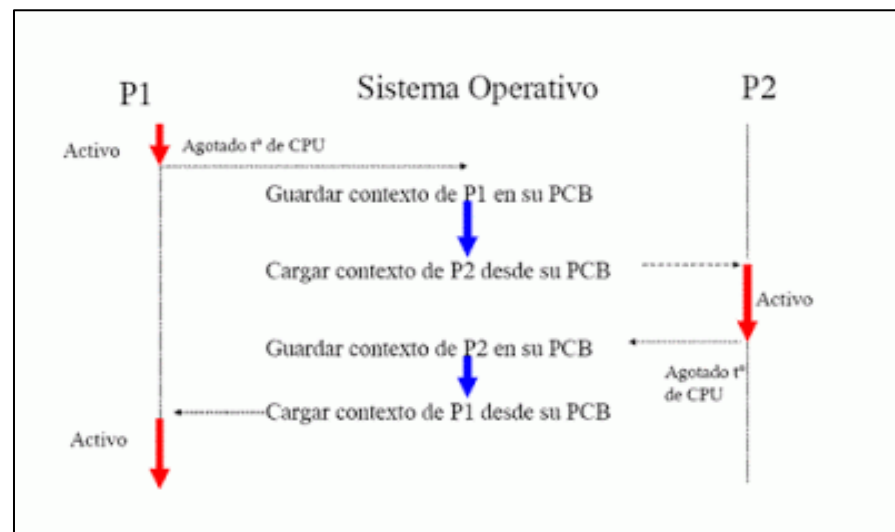 P1
Sistema Operativo
P2
Activo
Agotado tº de CPU
Guardar contexto de P1 en su PCB
Cargar contexto de P2 desde su PCB
Activo
Guardar contexto de P2 en su PCB
Agotado tº
de CPU
Cargar contexto de P1 desde su PCB
Activo